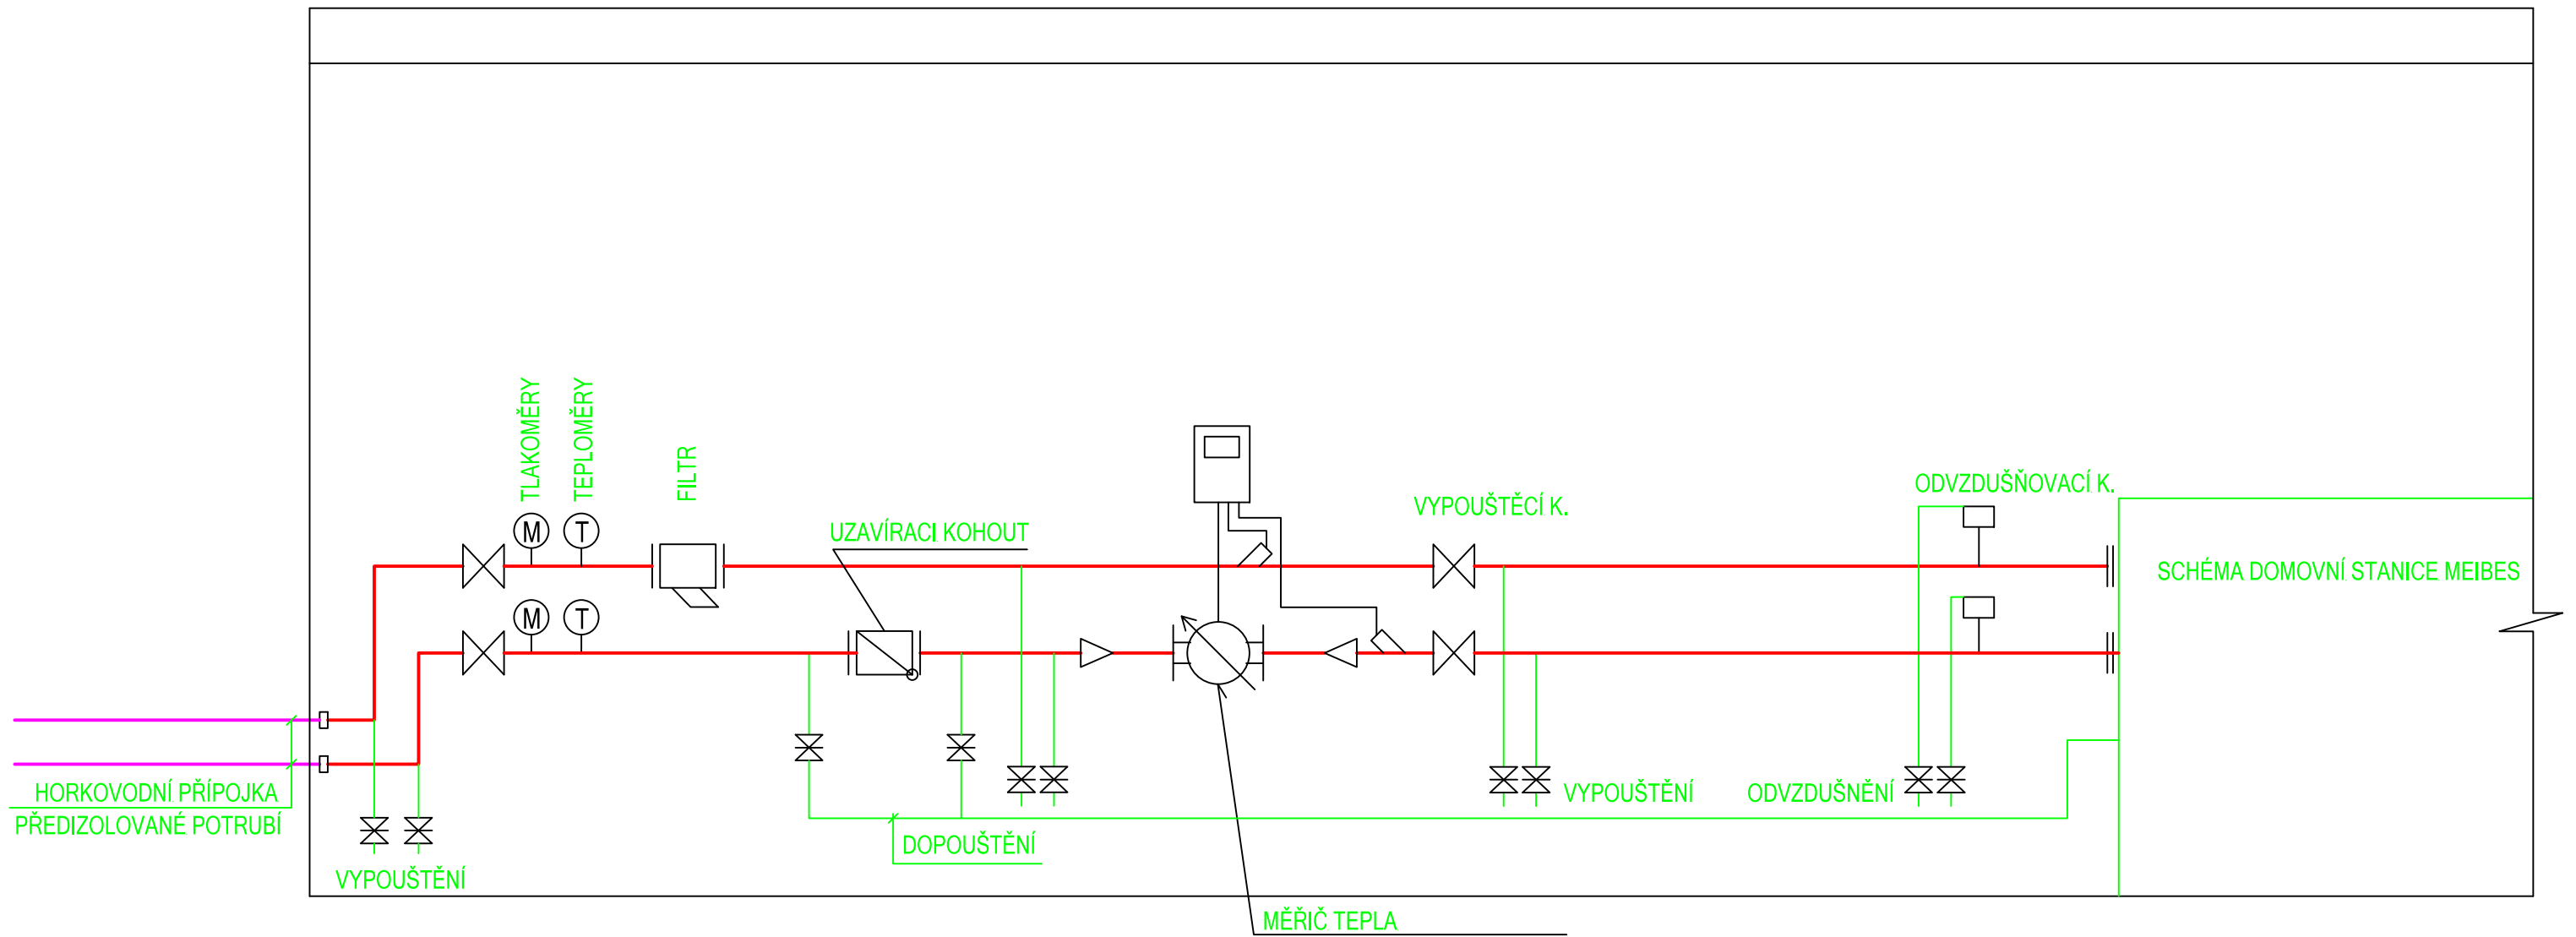 TLAKOMĚRY
TEPLOMĚRY
FILTR
M
T
M
T
UZAVÍRACI KOHOUT
VYPOUŠTĚCÍ K.
ODVZDUŠŇOVACÍ K.
SCHÉMA DOMOVNÍ STANICE MEIBES
HORKOVODNÍ PŘÍPOJKA
PŘEDIZOLOVANÉ POTRUBÍ
VYPOUŠTĚNÍ
ODVZDUŠNĚNÍ
DOPOUŠTĚNÍ
VYPOUŠTĚNÍ
MĚŘIČ TEPLA